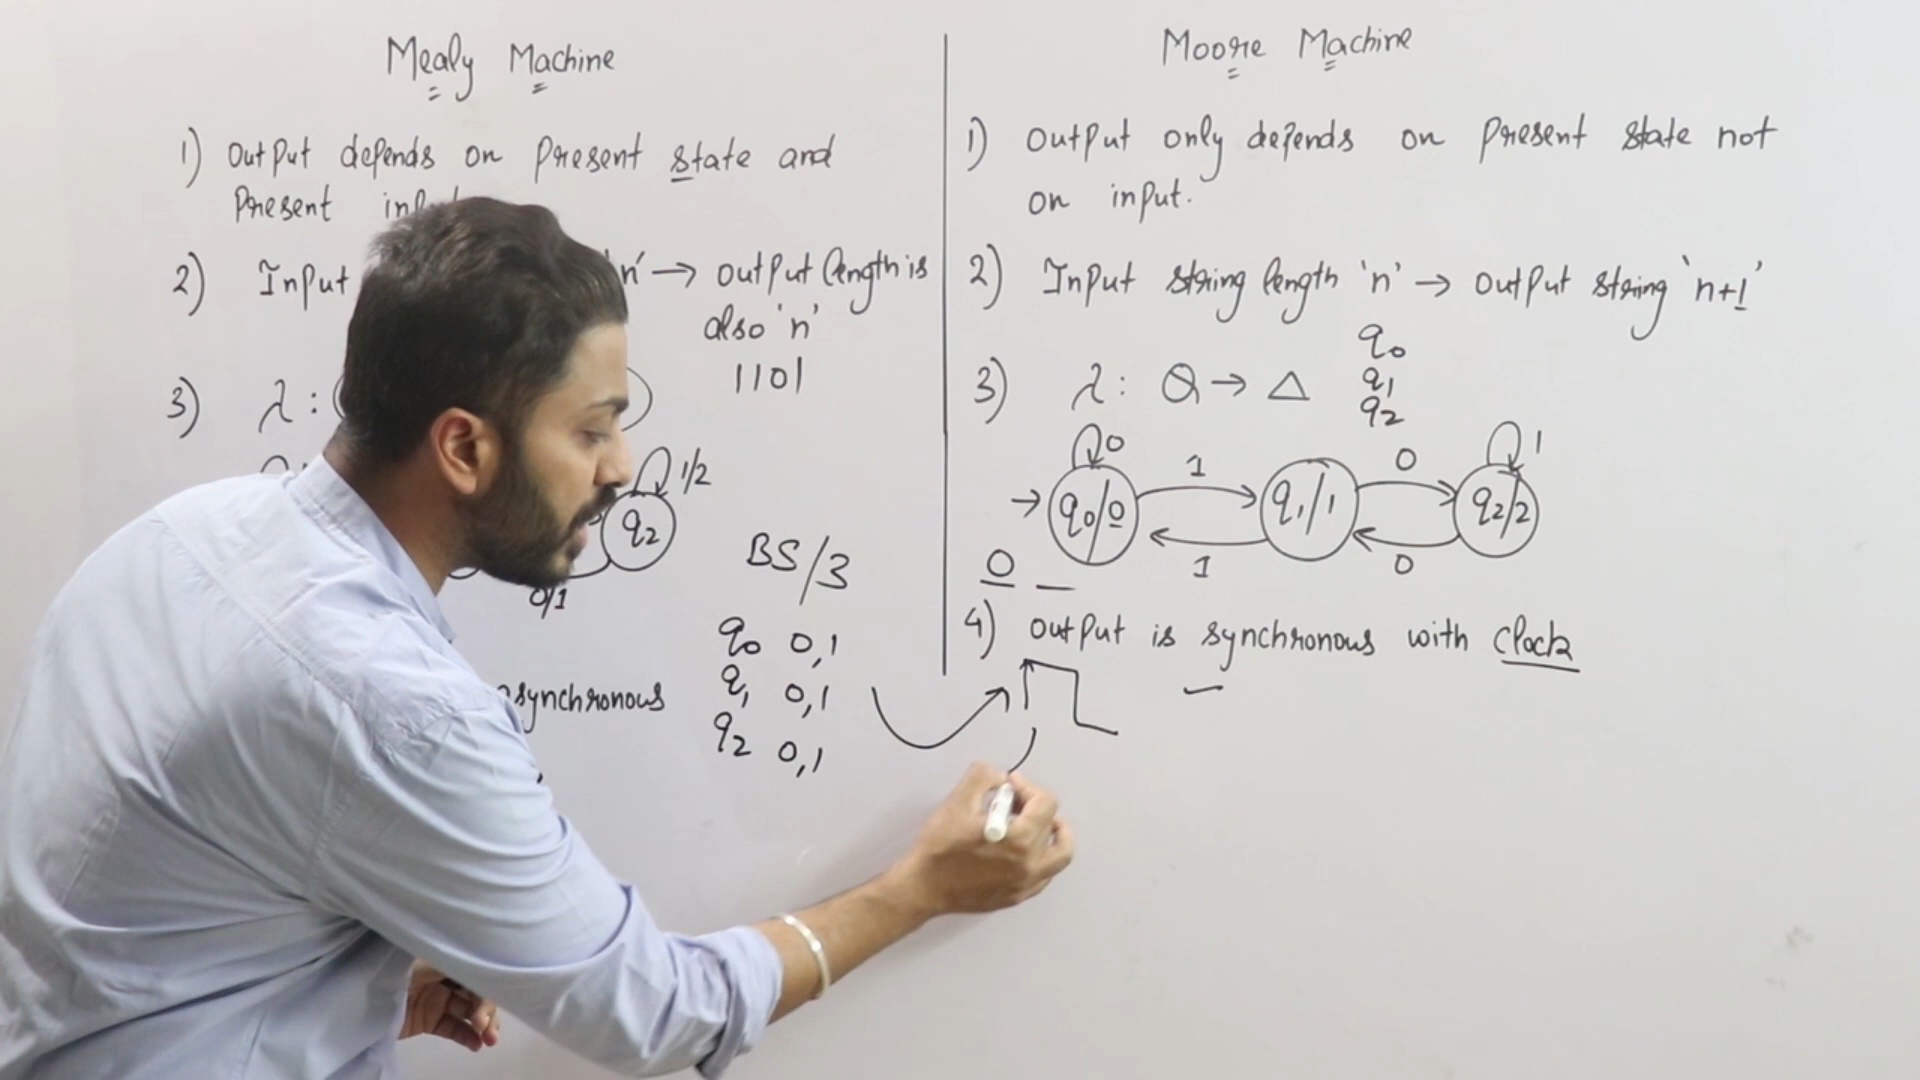 Mealy Machine
1) Output depends on Present State and
Present
2) Input 'n' → output length is
also 'n'
1101
3) λ :
1/2
q2
0/1
BS/3
q0 0,1
q1 0,1
q2 0,1
Moore Machine
1) Output only depends on Present state not
on input.
2) Input string length 'n' → output string 'n+1'
q0
3) λ : Q → Δ q1
q2
0 1 0 1
→ q0/0 q1/1 q2/2
1 0
0 _
4) Output is synchronous with Clock